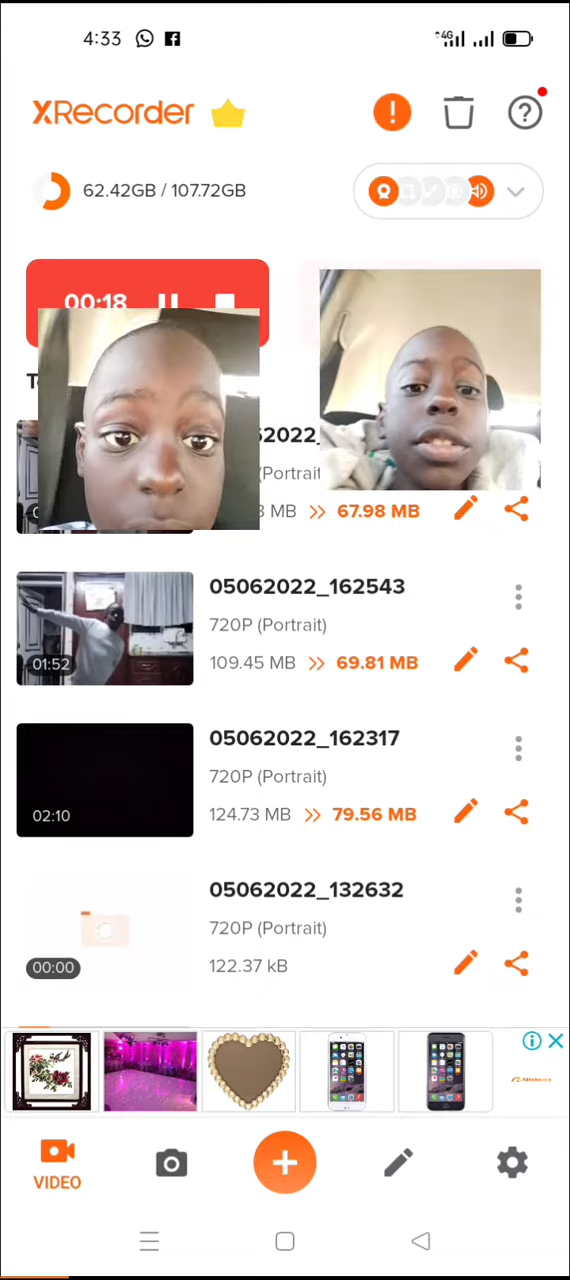 4:33
4G
XRecorder
62.42GB / 107.72GB
00:18
(Portrait
MB >> 67.98 MB
05062022_162543
720P (Portrait)
01:52
109.45 MB >> 69.81 MB
05062022_162317
720P (Portrait)
02:10
124.73 MB >> 79.56 MB
05062022_132632
720P (Portrait)
00:00
122.37 kB
VIDEO